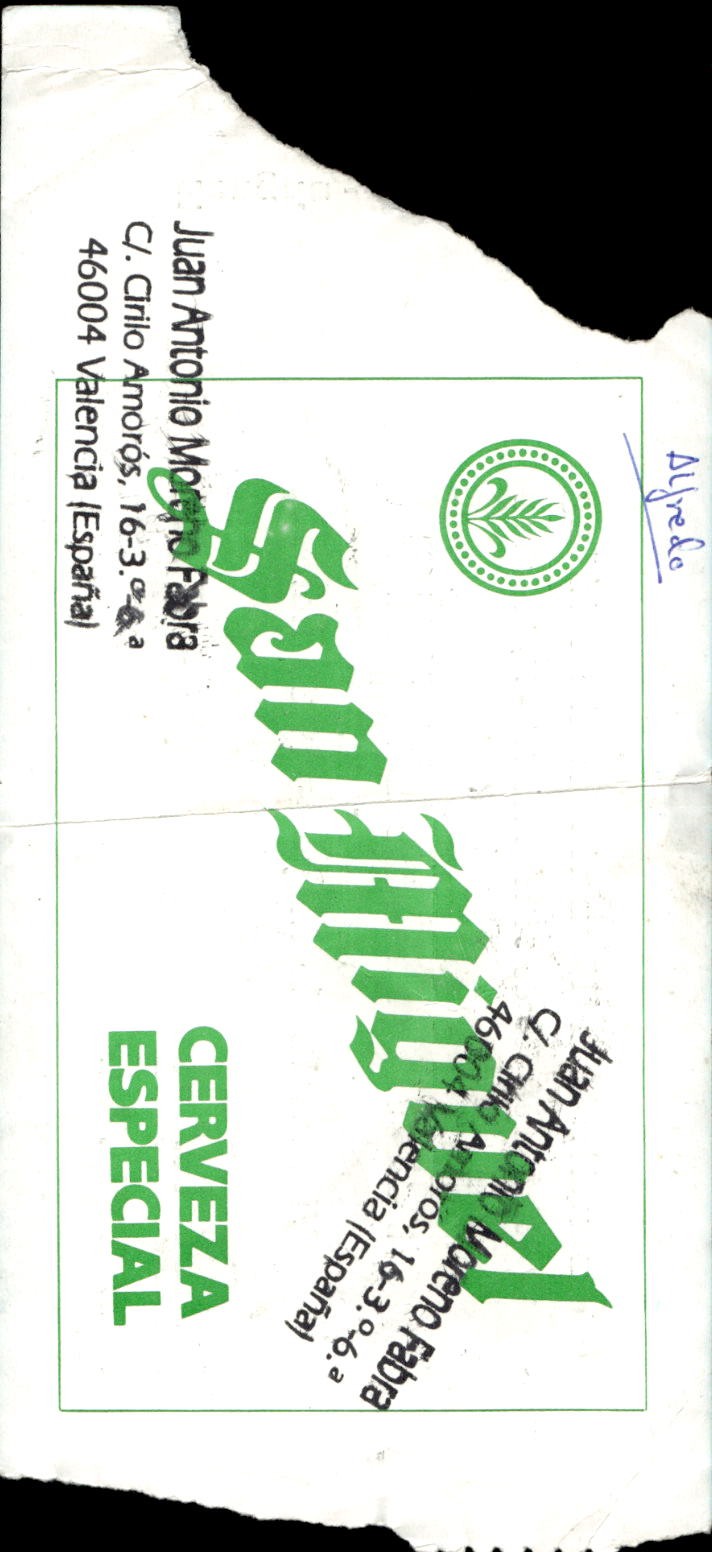 Alfredo
San Miguel
CERVEZA
ESPECIAL
Juan Antonio Moreno Fabra
C/. Cirilo Amorós, 16-3.º-6.ª
46004 Valencia (España)
Juan Antonio Moreno Fabra
C/. Cirilo Amorós, 16-3.º-6.ª
46004 Valencia (España)